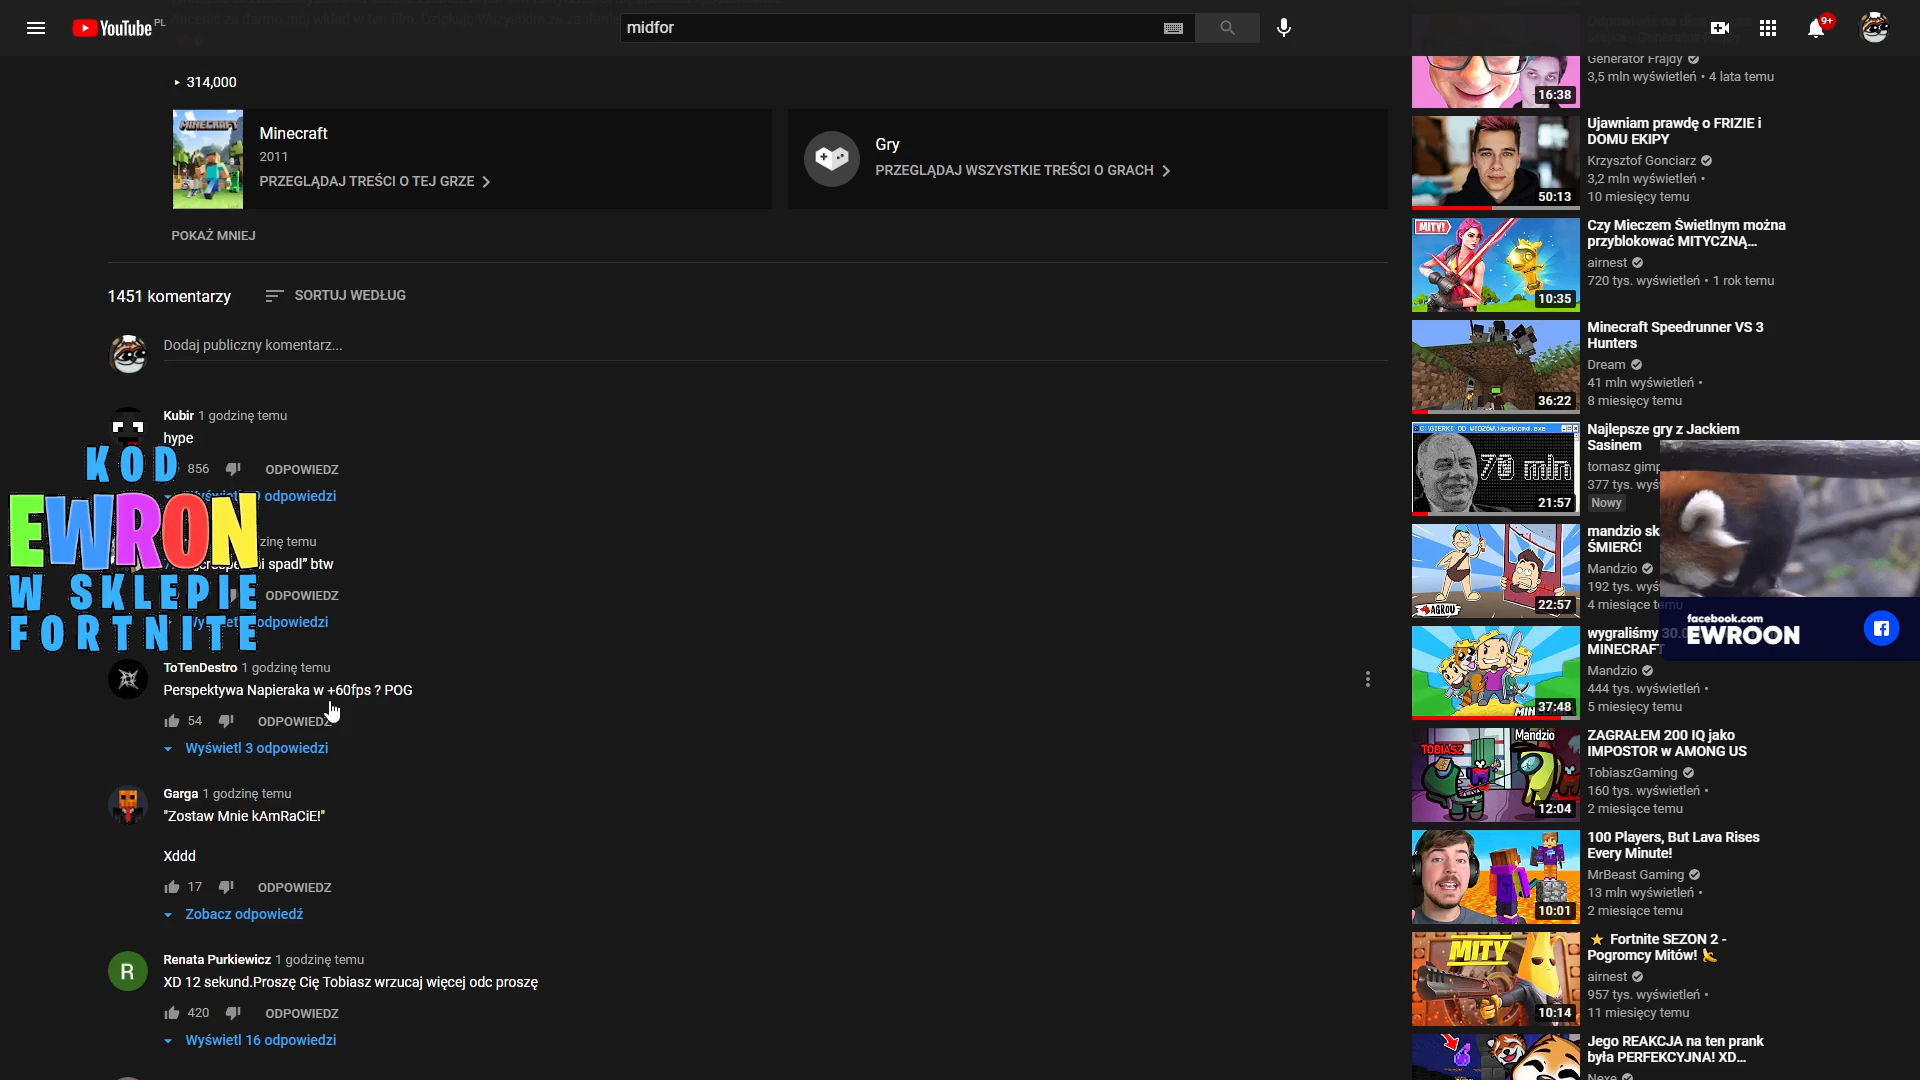 YouTube PL
midfor
9+
314,000
MINECRAFT
Minecraft
2011
PRZEGLĄDAJ TREŚCI O TEJ GRZE
Gry
PRZEGLĄDAJ WSZYSTKIE TREŚCI O GRACH
POKAŻ MNIEJ
1451 komentarzy
SORTUJ WEDŁUG
Dodaj publiczny komentarz...
Kubir 1 godzinę temu
hype
856 ODPOWIEDZ
odpowiedzi
KOD
EWRON
W SKLEPIE
FORTNITE
temu
spadl” btw
ODPOWIEDZ
odpowiedzi
ToTenDestro 1 godzinę temu
Perspektywa Napieraka w +60fps ? POG
54 ODPOWIEDZ
Wyświetl 3 odpowiedzi
Garga 1 godzinę temu
"Zostaw Mnie kAmRaCiE!"
Xddd
17 ODPOWIEDZ
Zobacz odpowiedź
Renata Purkiewicz 1 godzinę temu
R
XD 12 sekund.Proszę Cię Tobiasz wrzucaj więcej odc proszę
420 ODPOWIEDZ
Wyświetl 16 odpowiedzi
Generator Frajdy
3,5 mln wyświetleń • 4 lata temu
16:38
Ujawniam prawdę o FRIZIE i
DOMU EKIPY
Krzysztof Gonciarz
3,2 mln wyświetleń •
10 miesięcy temu
50:13
MITY!
Czy Mieczem Świetlnym można
przyblokować MITYCZNĄ...
airnest
720 tys. wyświetleń • 1 rok temu
10:35
Minecraft Speedrunner VS 3
Hunters
Dream
41 mln wyświetleń •
8 miesięcy temu
36:22
70 mln
Najlepsze gry z Jackiem
Sasinem
tomasz
377 tys.
Nowy
21:57
mandzio
ŚMIERĆ!
Mandzio
192 tys.
4 miesiące temu
AGROU
22:57
facebook.com
EWROON
wygraliśmy
MINECRAFT
Mandzio
444 tys. wyświetleń •
5 miesięcy temu
37:48
TOBIASZ
Mandzio
ZAGRAŁEM 200 IQ jako
IMPOSTOR w AMONG US
TobiaszGaming
160 tys. wyświetleń •
2 miesiące temu
12:04
100 Players, But Lava Rises
Every Minute!
MrBeast Gaming
13 mln wyświetleń •
2 miesiące temu
10:01
MITY
⭐ Fortnite SEZON 2 -
Pogromcy Mitów! 🍌
airnest
957 tys. wyświetleń •
11 miesięcy temu
10:14
Jego REAKCJA na ten prank
była PERFEKCYJNA! XD...
Nexe